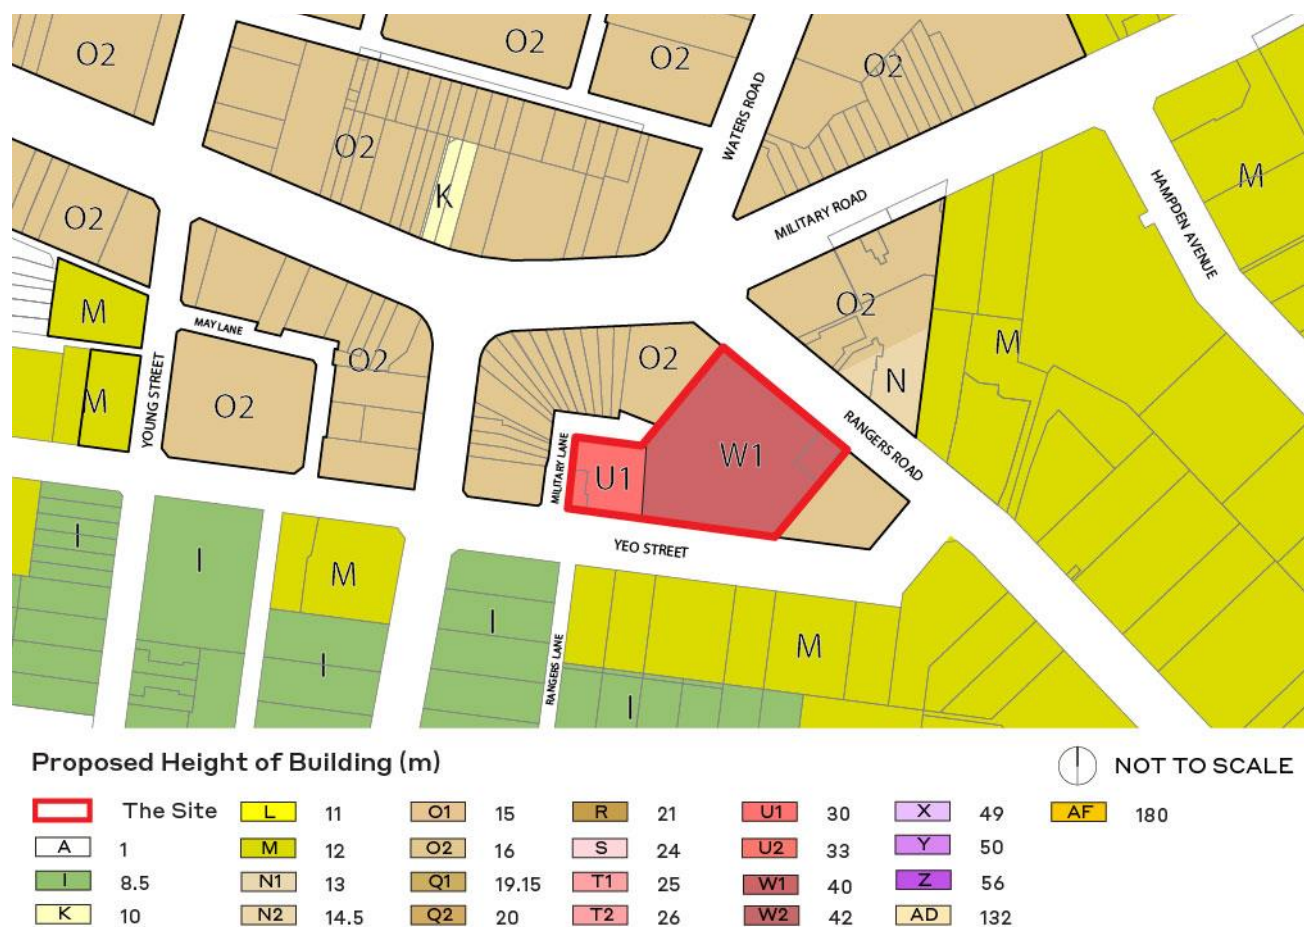 O2
O2
O2
O2
WATERS ROAD
O2
K
O2
MILITARY ROAD
HAMPDEN AVENUE
M
M
MAY LANE
O2
O2
M
O2
O2
N
M
YOUNG STREET
O2
MILITARY LANE
U1
W1
RANGERS ROAD
YEO STREET
I
I
M
I
I
RANGERS LANE
M
I
Proposed Height of Building (m)
NOT TO SCALE
The Site
L 11
O1 15
R 21
U1 30
X 49
AF 180
A 1
M 12
O2 16
S 24
U2 33
Y 50
I 8.5
N1 13
Q1 19.15
T1 25
W1 40
Z 56
K 10
N2 14.5
Q2 20
T2 26
W2 42
AD 132